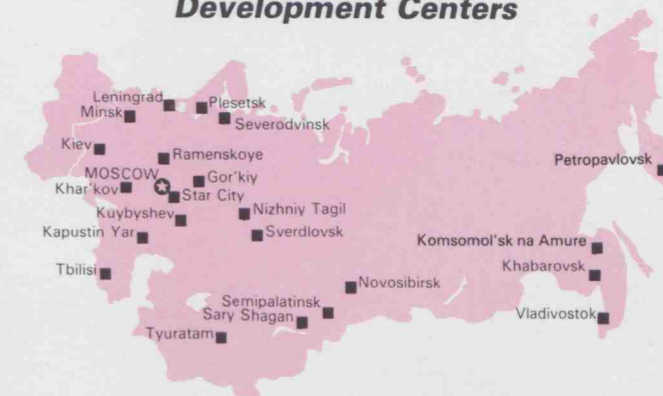 Development Centers
Leningrad
Plesetsk
Minsk
Severodvinsk
Kiev
Ramenskoye
Petropavlovsk
MOSCOW
Gor'kiy
Khar'kov
Star City
Kuybyshev
Nizhniy Tagil
Kapustin Yar
Sverdlovsk
Komsomol'sk na Amure
Tbilisi
Khabarovsk
Novosibirsk
Semipalatinsk
Sary Shagan
Vladivostok
Tyuratam